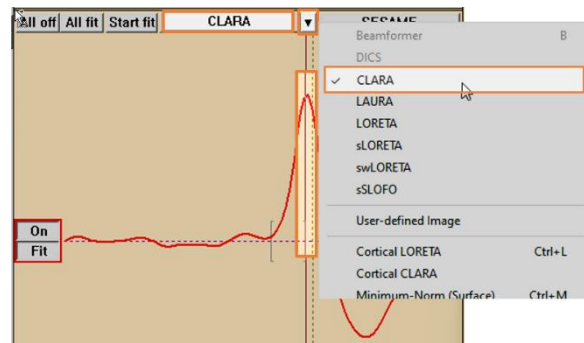 All off All fit Start fit CLARA ▼ SESAME
Beamformer B
DICS
✓ CLARA
LAURA
LORETA
sLORETA
swLORETA
sSLOFO
User-defined Image
Cortical LORETA Ctrl+L
Cortical CLARA
Minimum-Norm (Surface) Ctrl+M
On
Fit